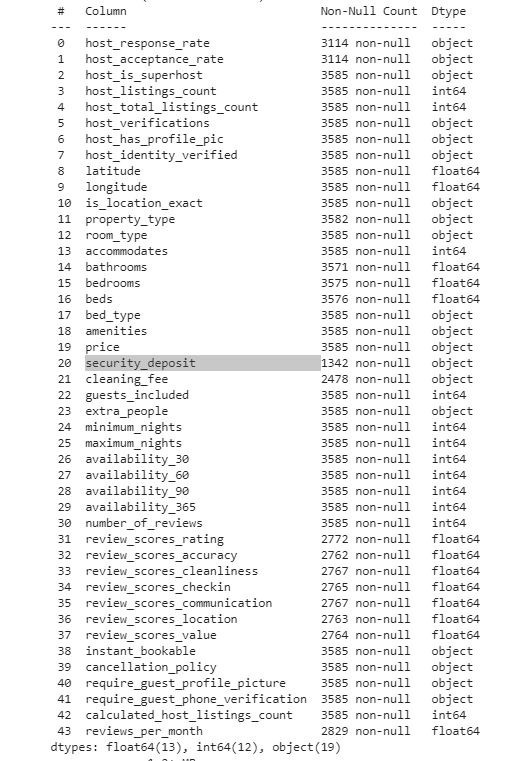 #   Column                            Non-Null Count  Dtype
---  ------                            --------------  -----
0   host_response_rate                3114 non-null   object
1   host_acceptance_rate              3114 non-null   object
2   host_is_superhost                 3585 non-null   object
3   host_listings_count               3585 non-null   int64
4   host_total_listings_count         3585 non-null   int64
5   host_verifications                3585 non-null   object
6   host_has_profile_pic              3585 non-null   object
7   host_identity_verified            3585 non-null   object
8   latitude                          3585 non-null   float64
9   longitude                         3585 non-null   float64
10  is_location_exact                 3585 non-null   object
11  property_type                     3582 non-null   object
12  room_type                         3585 non-null   object
13  accommodates                      3585 non-null   int64
14  bathrooms                         3571 non-null   float64
15  bedrooms                          3575 non-null   float64
16  beds                              3576 non-null   float64
17  bed_type                          3585 non-null   object
18  amenities                         3585 non-null   object
19  price                             3585 non-null   object
20  security_deposit                  1342 non-null   object
21  cleaning_fee                      2478 non-null   object
22  guests_included                   3585 non-null   int64
23  extra_people                      3585 non-null   object
24  minimum_nights                    3585 non-null   int64
25  maximum_nights                    3585 non-null   int64
26  availability_30                   3585 non-null   int64
27  availability_60                   3585 non-null   int64
28  availability_90                   3585 non-null   int64
29  availability_365                  3585 non-null   int64
30  number_of_reviews                 3585 non-null   int64
31  review_scores_rating              2772 non-null   float64
32  review_scores_accuracy            2762 non-null   float64
33  review_scores_cleanliness         2767 non-null   float64
34  review_scores_checkin             2765 non-null   float64
35  review_scores_communication       2767 non-null   float64
36  review_scores_location            2763 non-null   float64
37  review_scores_value               2764 non-null   float64
38  instant_bookable                  3585 non-null   object
39  cancellation_policy               3585 non-null   object
40  require_guest_profile_picture     3585 non-null   object
41  require_guest_phone_verification  3585 non-null   object
42  calculated_host_listings_count    3585 non-null   int64
43  reviews_per_month                 2829 non-null   float64
dtypes: float64(13), int64(12), object(19)